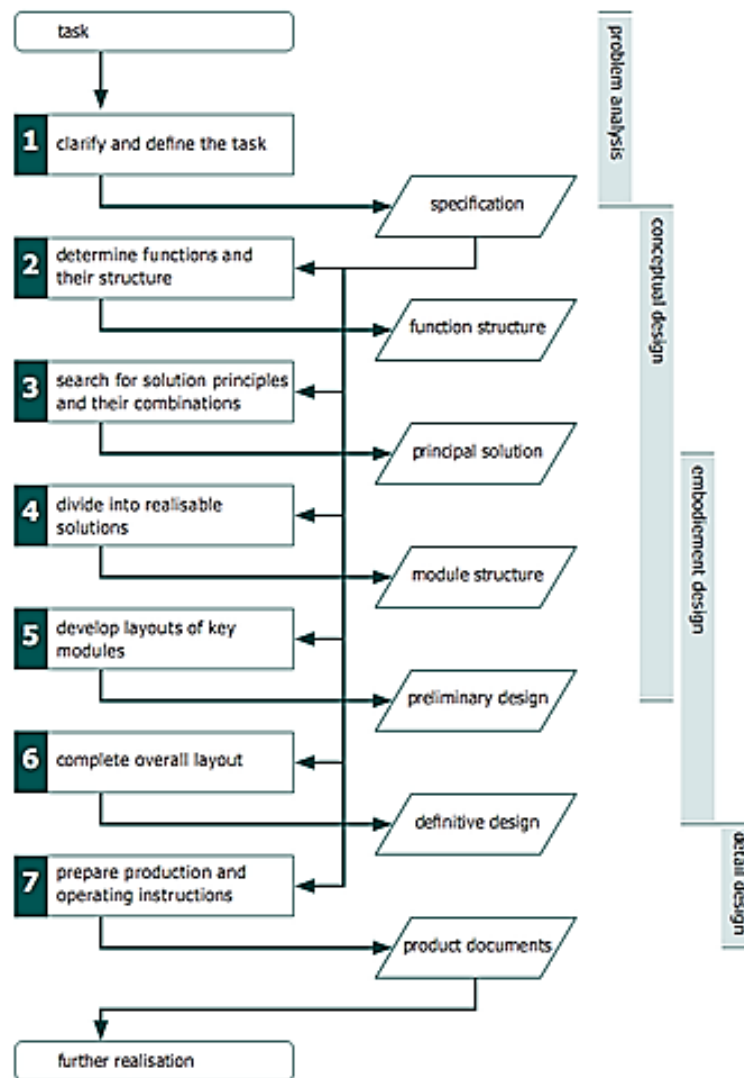 task
problem analysis
1
clarify and define the task
specification
conceptual design
2
determine functions and
their structure
function structure
3
search for solution principles
and their combinations
principal solution
embodiement design
4
divide into realisable
solutions
module structure
5
develop layouts of key
modules
preliminary design
6
complete overall layout
definitive design
detail design
7
prepare production and
operating instructions
product documents
further realisation